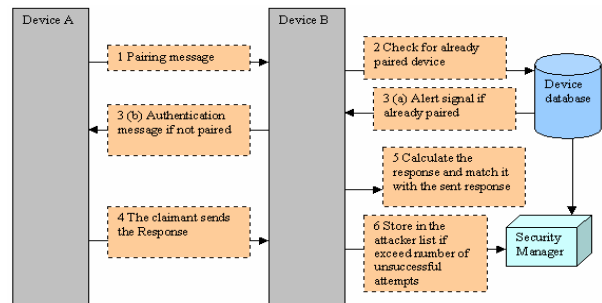 Device A
Device B
1 Pairing message
2 Check for already
paired device
Device
database
3 (a) Alert signal if
already paired
3 (b) Authentication
message if not paired
5 Calculate the
response and match it
with the sent response
4 The claimant sends
the Response
6 Store in the
attacker list if
exceed number of
unsuccessful
attempts
Security
Manager